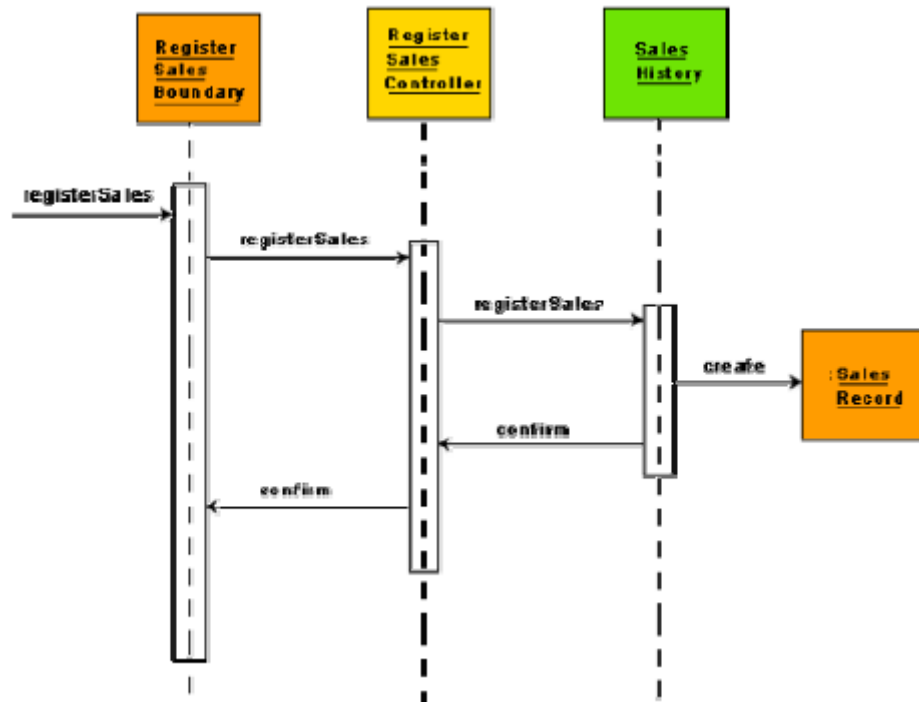 Register
Sales
Boundary
Register
Sales
Controller
Sales
History
registerSales
registerSales
registerSales
create
:Sales
Record
confirm
confirm